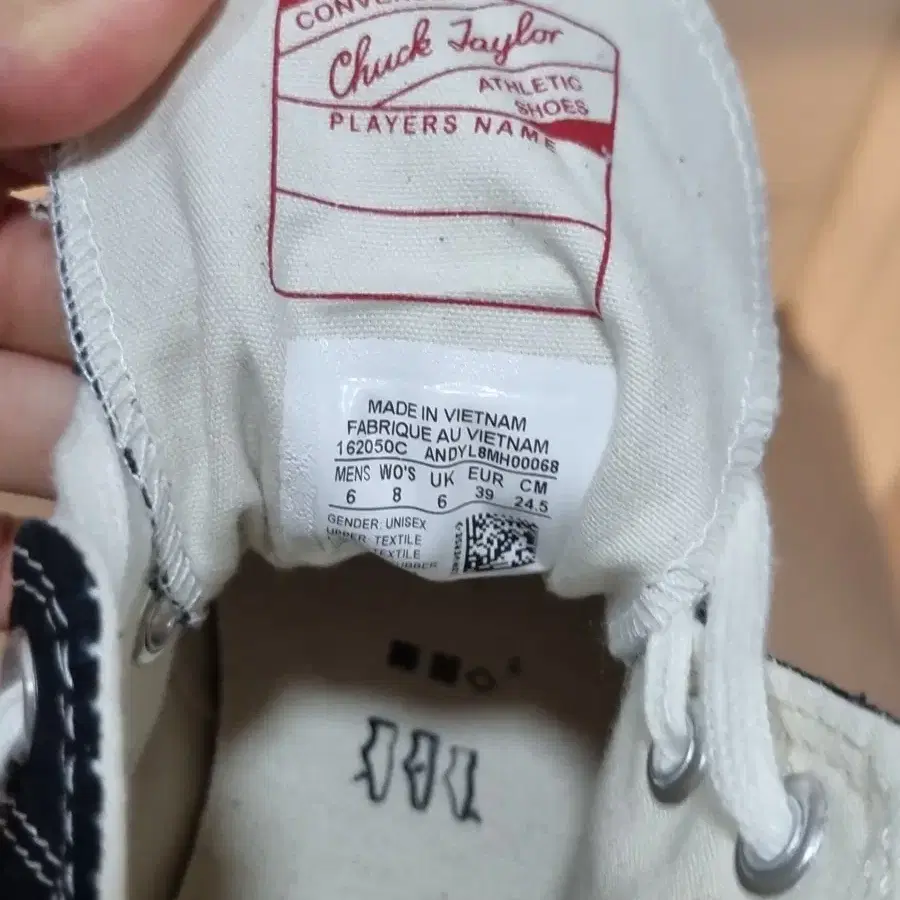 Chuck Taylor
ATHLETIC
SHOES
PLAYERS NAME
MADE IN VIETNAM
FABRIQUE AU VIETNAM
162050C ANDYL8MH00068
MENS WO'S UK EUR CM
6 8 6 39 24.5
GENDER: UNISEX
UPPER: TEXTILE
TEXTILE